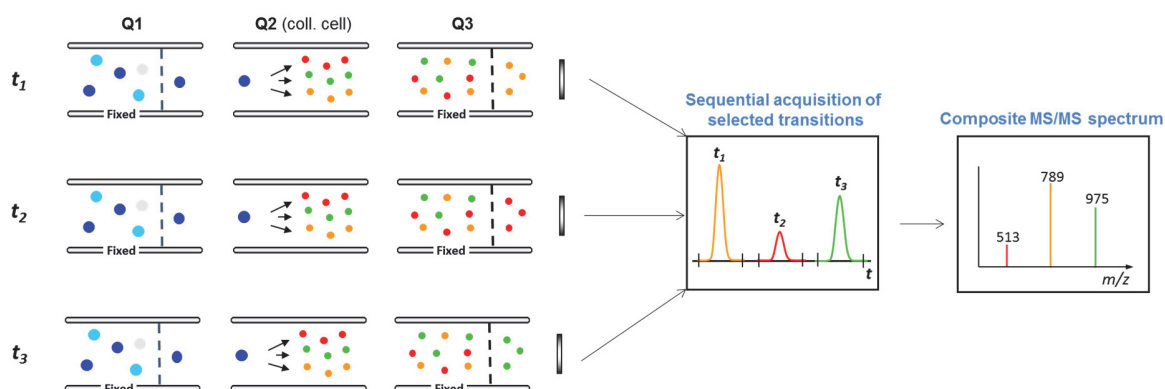 Q1
Q2 (coll. cell)
Q3
t1
Fixed
Fixed
t2
Fixed
Fixed
t3
Fixed
Fixed
Sequential acquisition of
selected transitions
t1
t2
t3
t
Composite MS/MS spectrum
513
789
975
m/z